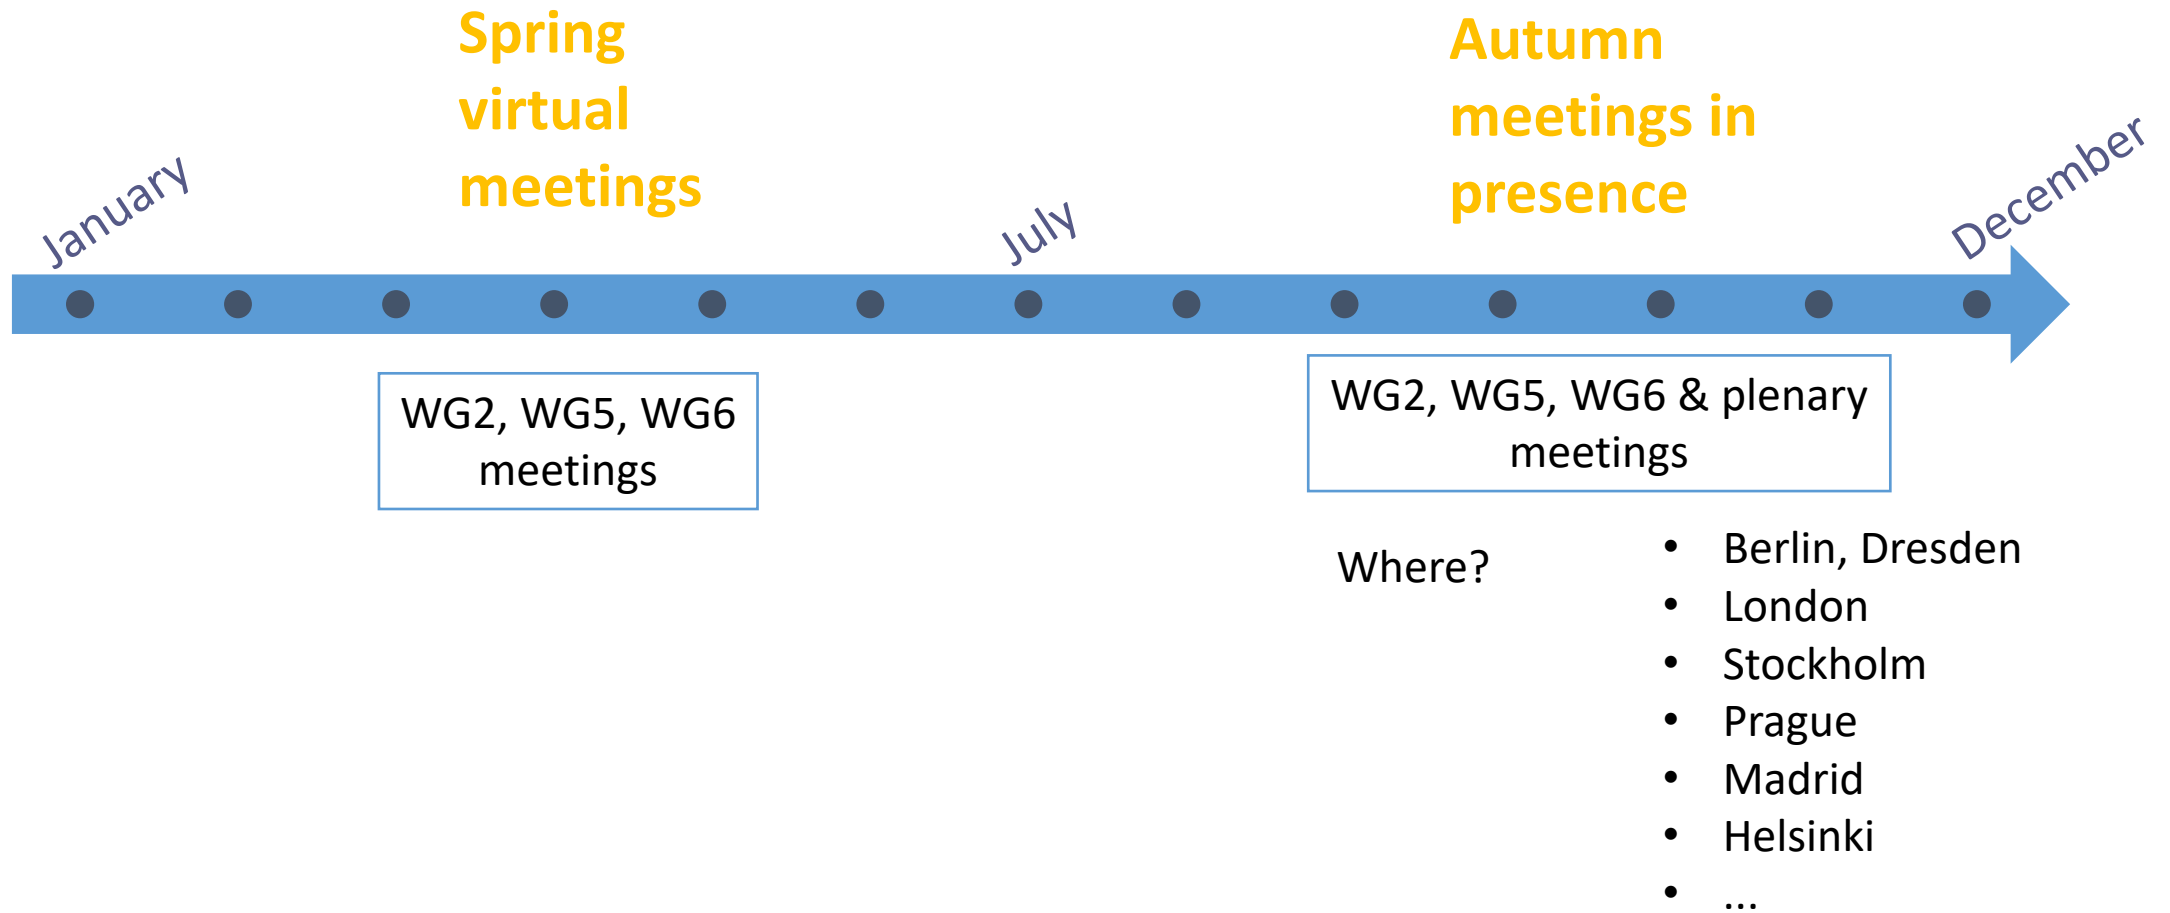 Spring
virtual
meetings
Autumn
meetings in
presence
January
July
December
WG2, WG5, WG6
meetings
WG2, WG5, WG6 & plenary
meetings
Where?
• Berlin, Dresden
• London
• Stockholm
• Prague
• Madrid
• Helsinki
• ...